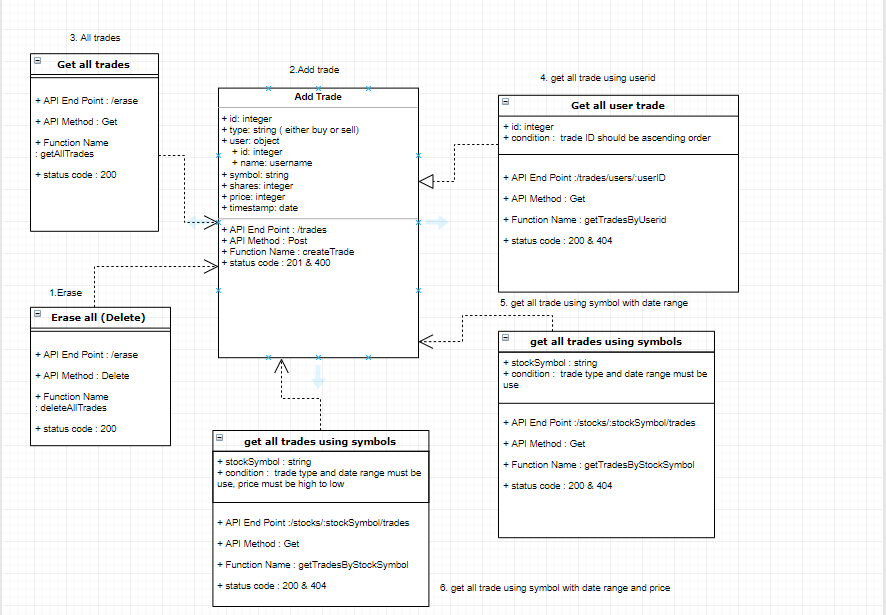 3. All trades
Get all trades
+ API End Point : /erase
+ API Method : Get
+ Function Name
: getAllTrades
+ status code : 200
2.Add trade
Add Trade
+ id: integer
+ type: string ( either buy or sell)
+ user: object
+ id: integer
+ name: username
+ symbol: string
+ shares: integer
+ price: integer
+ timestamp: date
+ API End Point : /trades
+ API Method : Post
+ Function Name : createTrade
+ status code : 201 & 400
4. get all trade using userid
Get all user trade
+ id: integer
+ condition : trade ID should be ascending order
+ API End Point :/trades/users/:userID
+ API Method : Get
+ Function Name : getTradesByUserid
+ status code : 200 & 404
1.Erase
Erase all (Delete)
+ API End Point : /erase
+ API Method : Delete
+ Function Name
: deleteAllTrades
+ status code : 200
5. get all trade using symbol with date range
get all trades using symbols
+ stockSymbol : string
+ condition : trade type and date range must be
use
+ API End Point :/stocks/:stockSymbol/trades
+ API Method : Get
+ Function Name : getTradesByStockSymbol
+ status code : 200 & 404
get all trades using symbols
+ stockSymbol : string
+ condition : trade type and date range must be
use, price must be high to low
+ API End Point :/stocks/:stockSymbol/trades
+ API Method : Get
+ Function Name : getTradesByStockSymbol
+ status code : 200 & 404
6. get all trade using symbol with date range and price